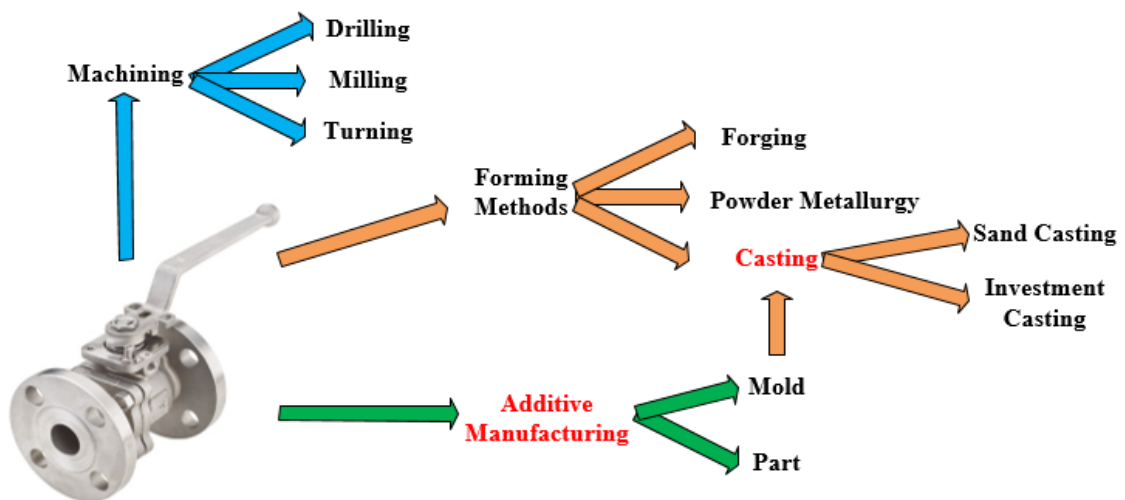 Drilling
Machining
Milling
Turning
Forging
Forming
Methods
Powder Metallurgy
Sand Casting
Casting
Investment
Casting
Mold
Additive
Manufacturing
Part